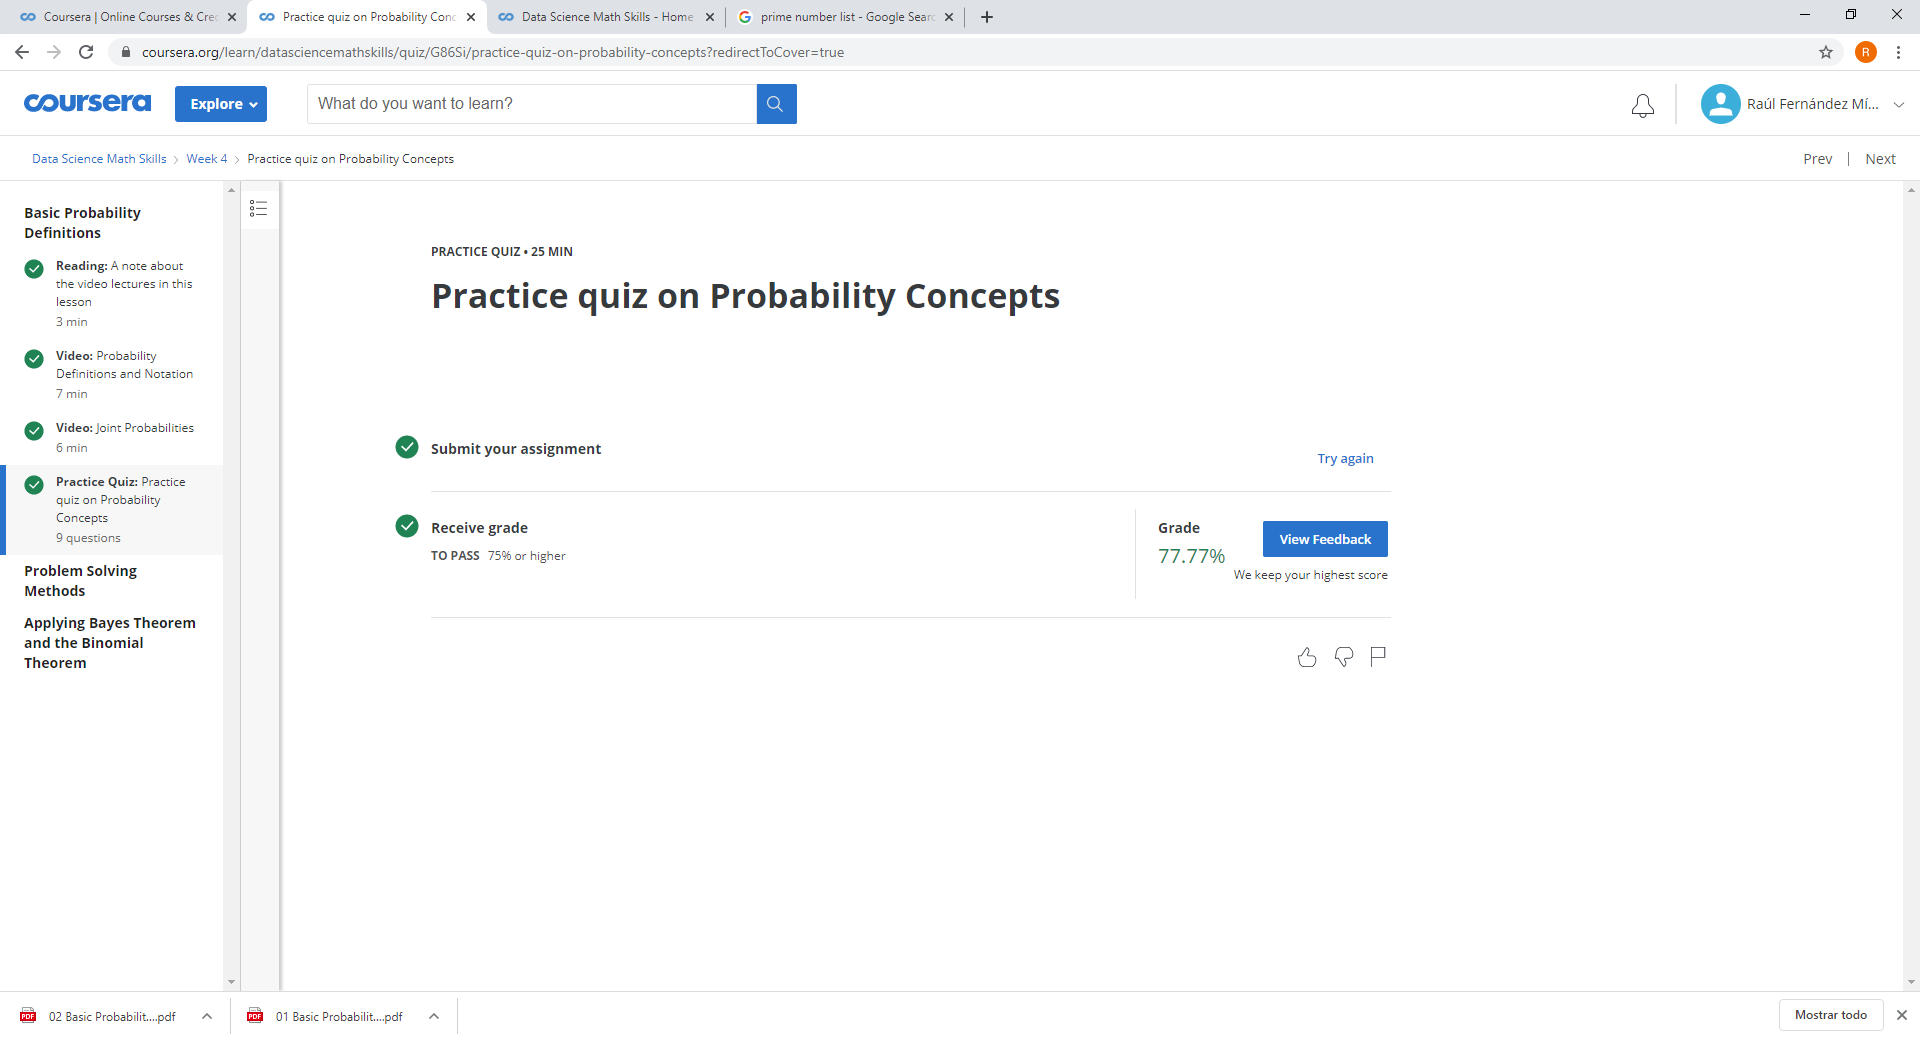 Coursera | Online Courses & Cre
Practice quiz on Probability Conc
Data Science Math Skills - Home
prime number list - Google Searc
coursera.org/learn/datasciencemathskills/quiz/G86Si/practice-quiz-on-probability-concepts?redirectToCover=true
R
coursera
Explore
What do you want to learn?
Raúl Fernández Mí...
Data Science Math Skills
Week 4
Practice quiz on Probability Concepts
Prev | Next
Basic Probability
Definitions
Reading: A note about
the video lectures in this
lesson
3 min
Video: Probability
Definitions and Notation
7 min
Video: Joint Probabilities
6 min
Practice Quiz: Practice
quiz on Probability
Concepts
9 questions
Problem Solving
Methods
Applying Bayes Theorem
and the Binomial
Theorem
PRACTICE QUIZ • 25 MIN
Practice quiz on Probability Concepts
Submit your assignment
Try again
Receive grade
TO PASS 75% or higher
Grade
77.77%
View Feedback
We keep your highest score
PDF
02 Basic Probabilit....pdf
PDF
01 Basic Probabilit....pdf
Mostrar todo